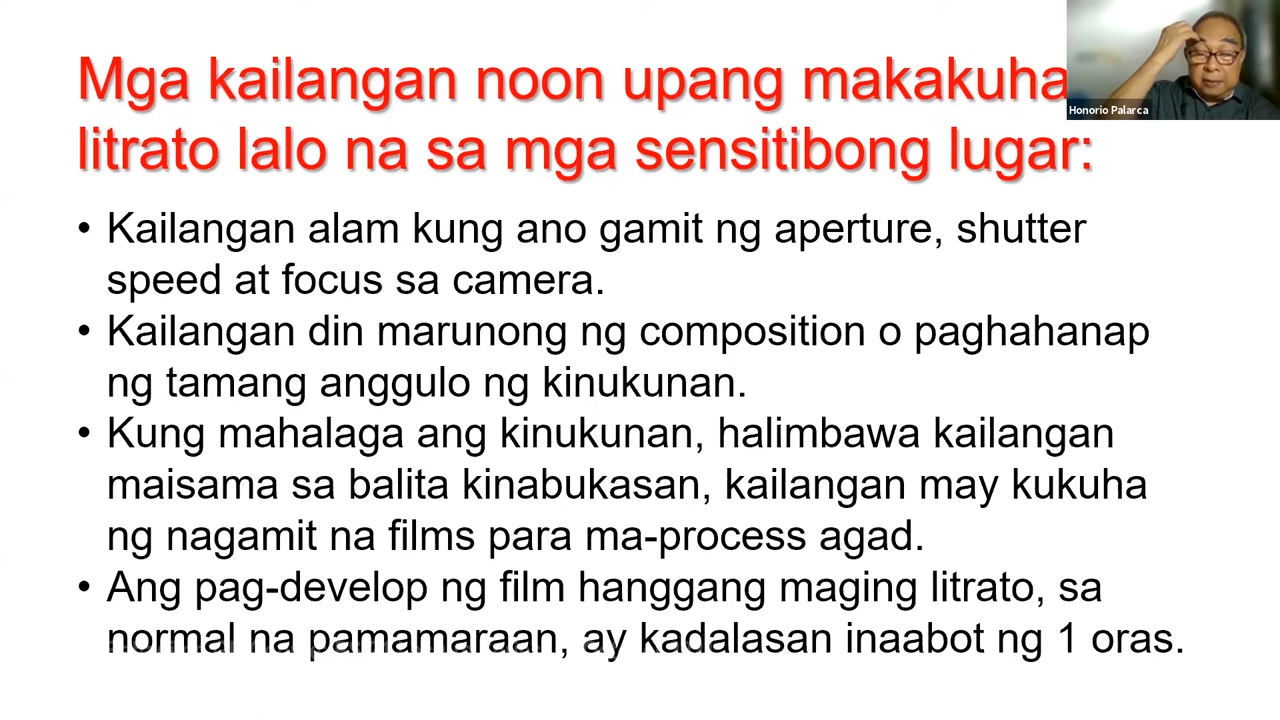 Mga kailangan noon upang makakuha
litrato lalo na sa mga sensitibong lugar:
• Kailangan alam kung ano gamit ng aperture, shutter
speed at focus sa camera.
• Kailangan din marunong ng composition o paghahanap
ng tamang anggulo ng kinukunan.
• Kung mahalaga ang kinukunan, halimbawa kailangan
maisama sa balita kinabukasan, kailangan may kukuha
ng nagamit na films para ma-process agad.
• Ang pag-develop ng film hanggang maging litrato, sa
normal na pamamaraan, ay kadalasan inaabot ng 1 oras.
Honorio Palarca